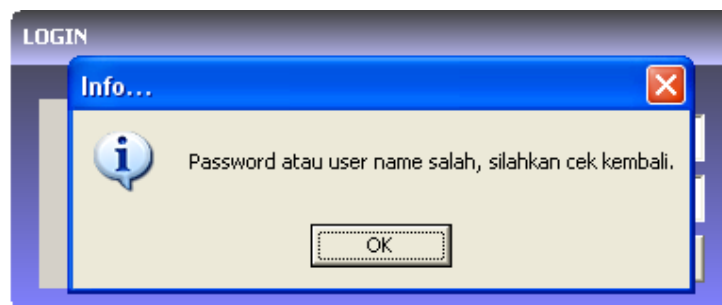 LOGIN
Info...
Password atau user name salah, silahkan cek kembali.
OK